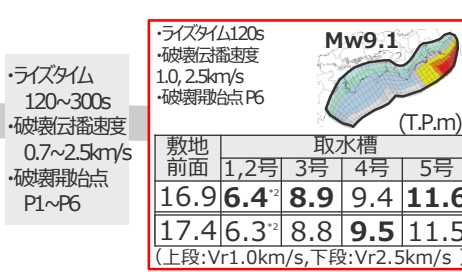 ・ライズタイム
120~300s
・破壊伝播速度
0.7~2.5km/s
・破壊開始点
P1~P6
・ライズタイム120s
・破壊伝播速度
1.0, 2.5km/s
・破壊開始点 P6
Mw9.1
(T.P.m)
敷地前面 取水槽
1,2号 3号 4号 5号
16.9 6.4*2 8.9 9.4 11.6
17.4 6.3*2 8.8 9.5 11.5
(上段:Vr1.0km/s,下段:Vr2.5km/s)